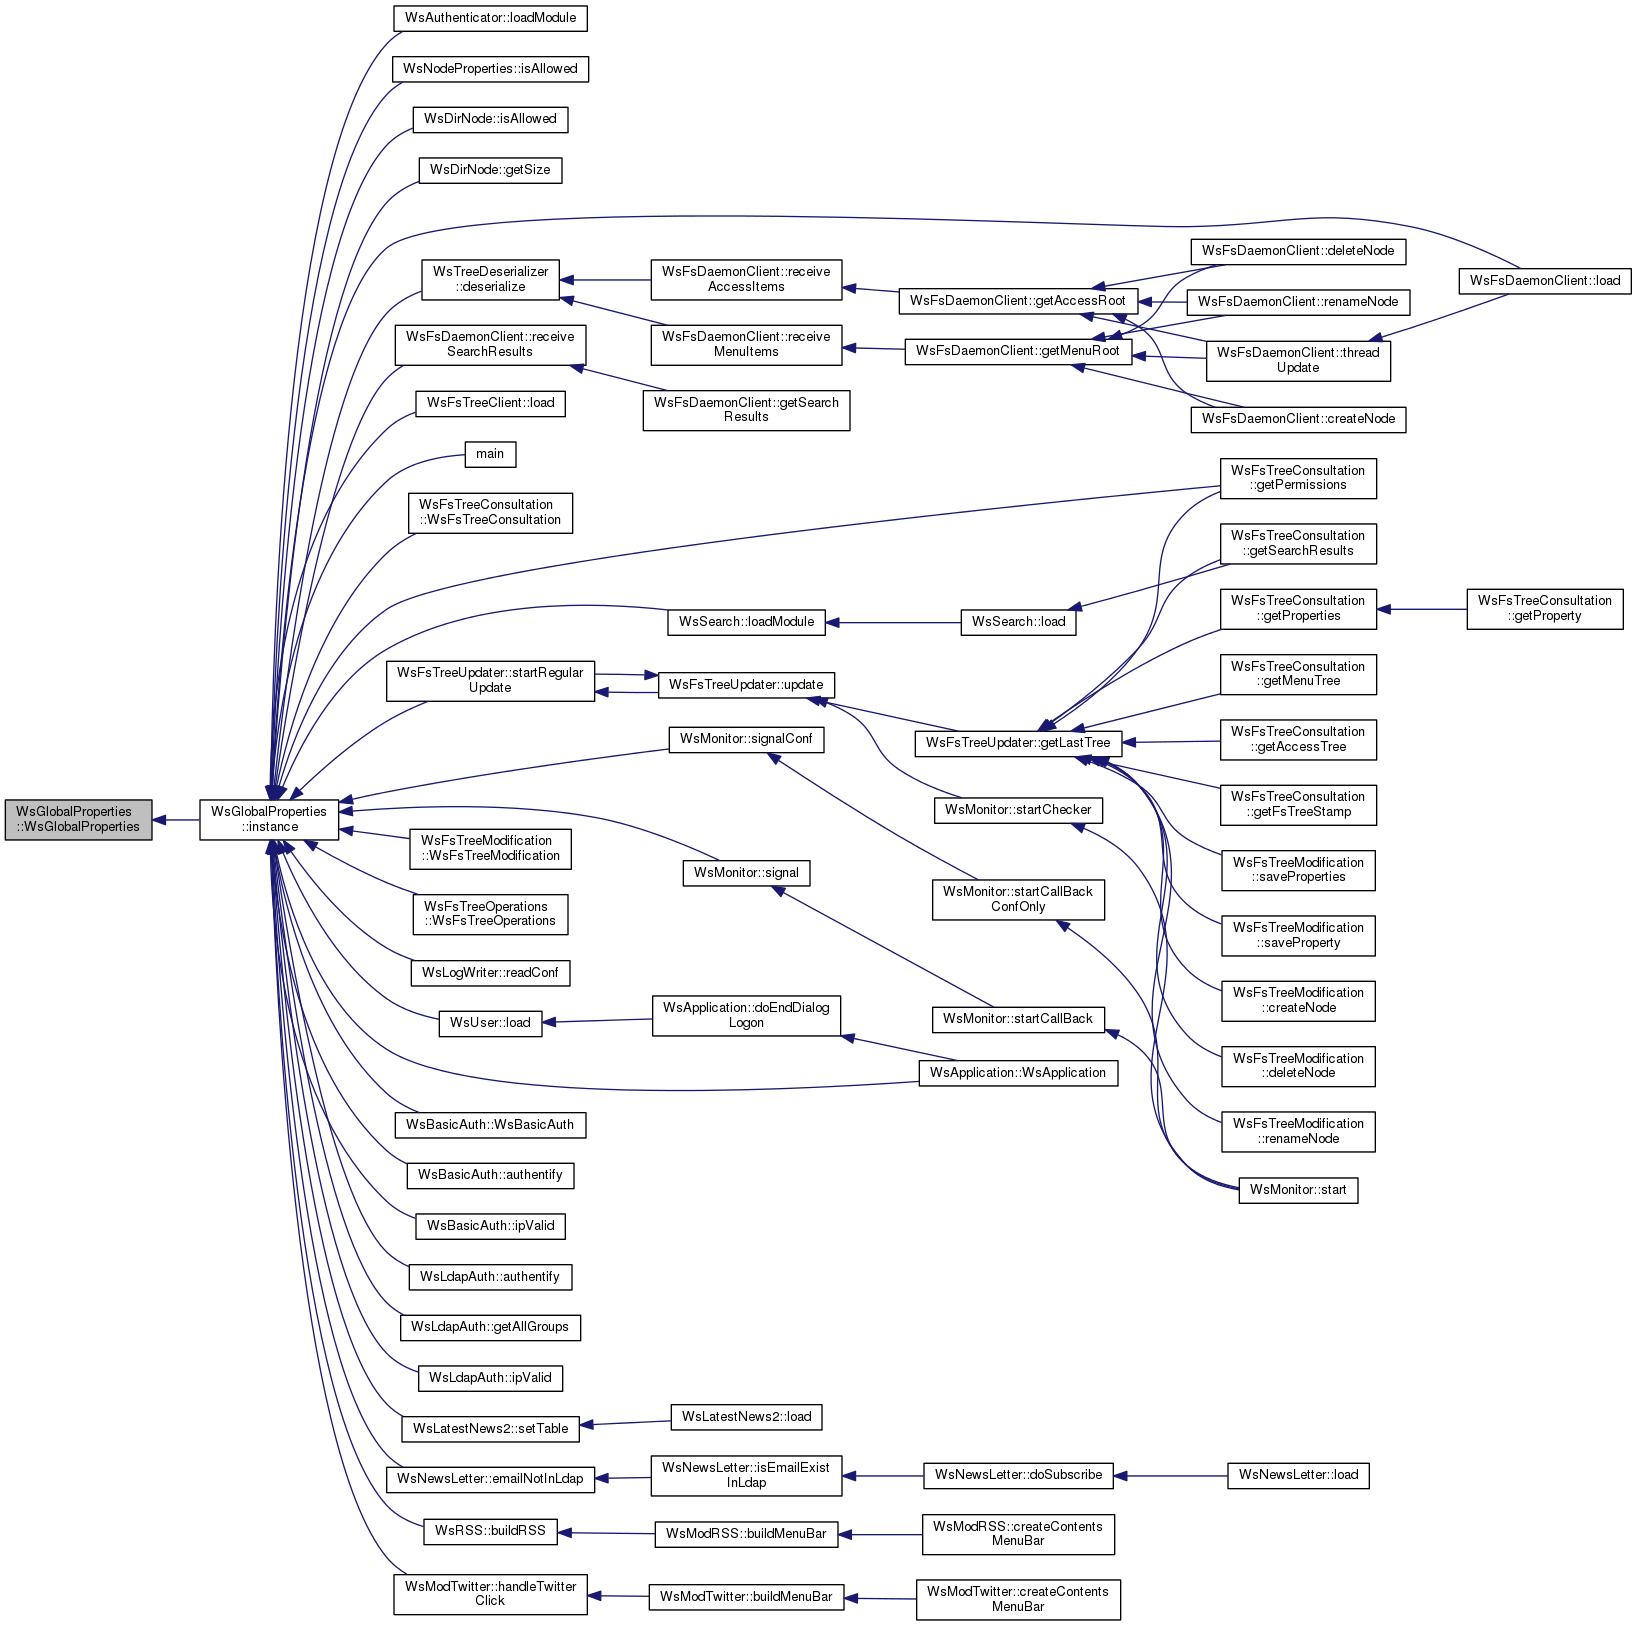 WsGlobalProperties
::WsGlobalProperties
WsGlobalProperties
::instance
WsAuthenticator::loadModule
WsNodeProperties::isAllowed
WsDirNode::isAllowed
WsDirNode::getSize
WsTreeDeserializer
::deserialize
WsFsDaemonClient::receive
SearchResults
WsFsTreeClient::load
main
WsFsTreeConsultation
::WsFsTreeConsultation
WsFsTreeUpdater::startRegular
Update
WsFsTreeModification
::WsFsTreeModification
WsFsTreeOperations
::WsFsTreeOperations
WsLogWriter::readConf
WsUser::load
WsBasicAuth::WsBasicAuth
WsBasicAuth::authentify
WsBasicAuth::ipValid
WsLdapAuth::authentify
WsLdapAuth::getAllGroups
WsLdapAuth::ipValid
WsLatestNews2::setTable
WsNewsLetter::emailNotInLdap
WsRSS::buildRSS
WsModTwitter::handleTwitter
Click
WsFsDaemonClient::receive
AccessItems
WsFsDaemonClient::receive
MenuItems
WsFsDaemonClient::getSearch
Results
WsSearch::loadModule
WsFsTreeUpdater::update
WsMonitor::signalConf
WsMonitor::signal
WsApplication::doEndDialog
Logon
WsLatestNews2::load
WsNewsLetter::isEmailExist
InLdap
WsModRSS::buildMenuBar
WsModTwitter::buildMenuBar
WsFsDaemonClient::getAccessRoot
WsFsDaemonClient::getMenuRoot
WsSearch::load
WsFsTreeUpdater::getLastTree
WsMonitor::startChecker
WsMonitor::startCallBack
ConfOnly
WsMonitor::startCallBack
WsApplication::WsApplication
WsNewsLetter::doSubscribe
WsModRSS::createContents
MenuBar
WsModTwitter::createContents
MenuBar
WsFsDaemonClient::deleteNode
WsFsDaemonClient::renameNode
WsFsDaemonClient::thread
Update
WsFsDaemonClient::createNode
WsFsTreeConsultation
::getPermissions
WsFsTreeConsultation
::getSearchResults
WsFsTreeConsultation
::getProperties
WsFsTreeConsultation
::getMenuTree
WsFsTreeConsultation
::getAccessTree
WsFsTreeConsultation
::getFsTreeStamp
WsFsTreeModification
::saveProperties
WsFsTreeModification
::saveProperty
WsFsTreeModification
::createNode
WsFsTreeModification
::deleteNode
WsFsTreeModification
::renameNode
WsMonitor::start
WsNewsLetter::load
WsFsDaemonClient::load
WsFsTreeConsultation
::getProperty